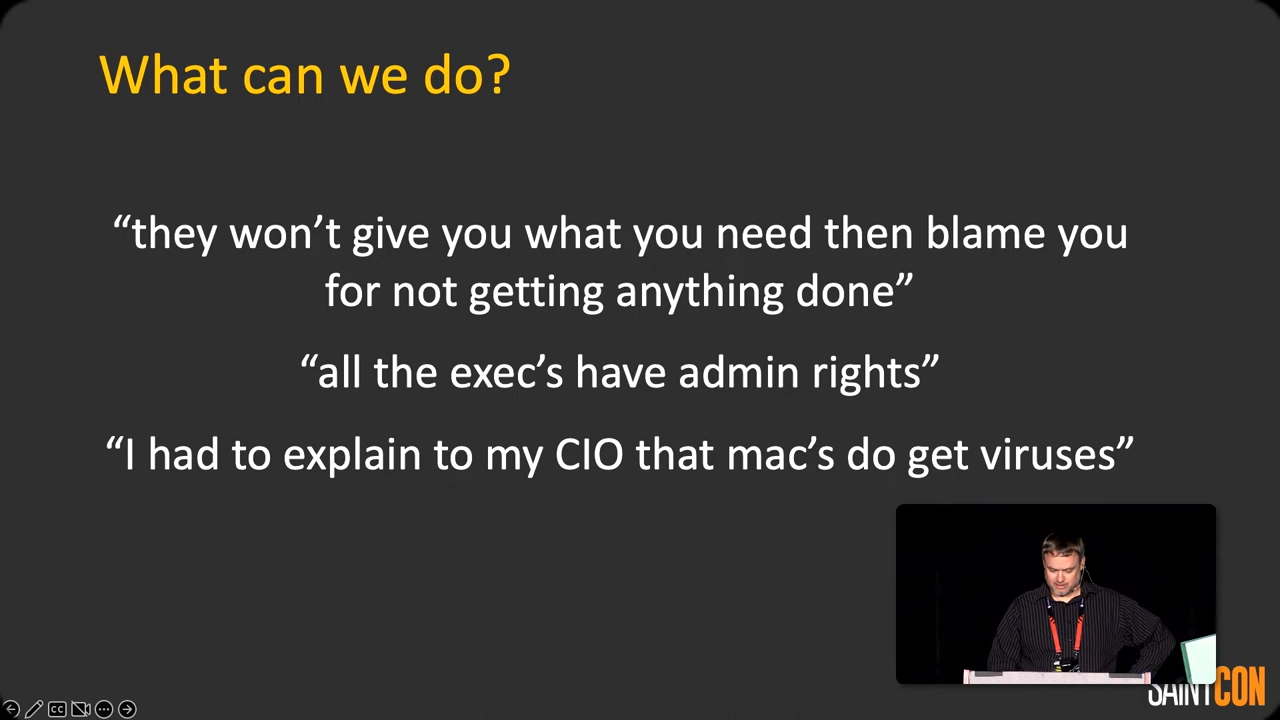 What can we do?
“they won’t give you what you need then blame you
for not getting anything done”
“all the exec’s have admin rights”
“I had to explain to my CIO that mac’s do get viruses”
CC
SAINTCON